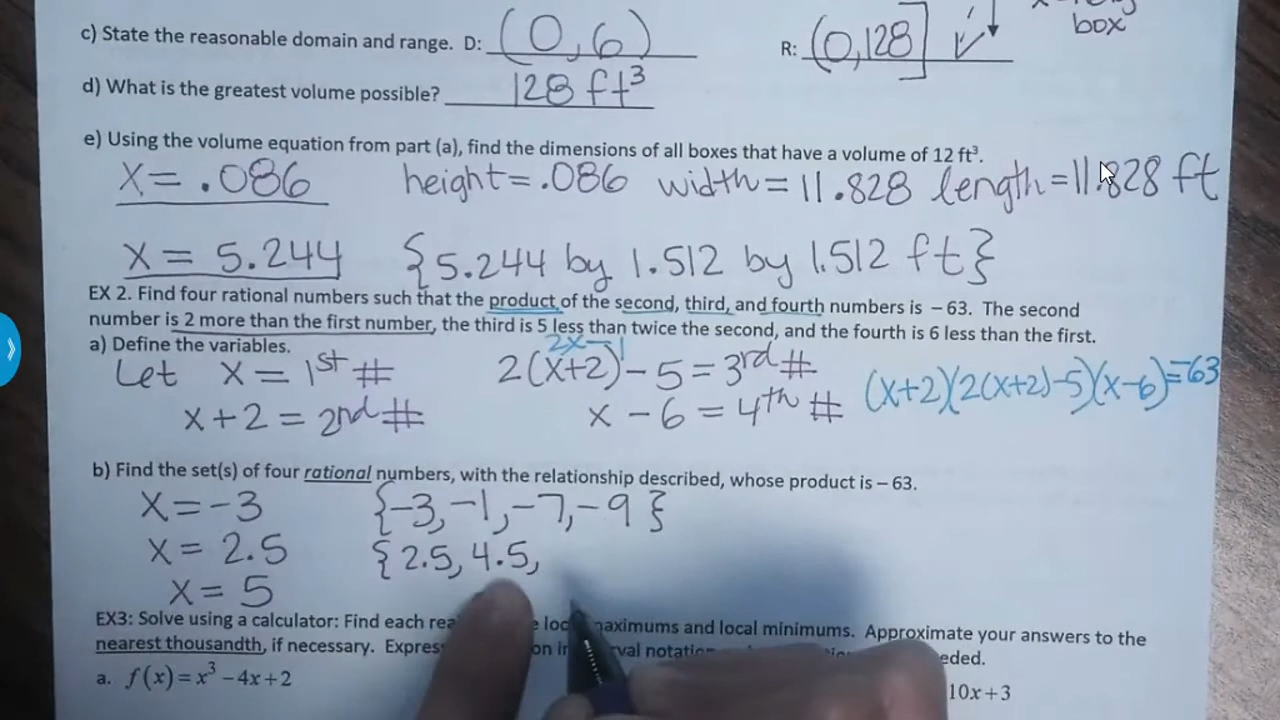 c) State the reasonable domain and range. D: (0, 6) R: (0,128]
box
d) What is the greatest volume possible? 128 ft³
e) Using the volume equation from part (a), find the dimensions of all boxes that have a volume of 12 ft³.
x = .086 height = .086 width = 11.828 length = 11.828 ft
x = 5.244 {5.244 by 1.512 by 1.512 ft}
EX 2. Find four rational numbers such that the product of the second, third, and fourth numbers is – 63. The second
number is 2 more than the first number, the third is 5 less than twice the second, and the fourth is 6 less than the first.
a) Define the variables.
2x - 1
Let x = 1st # 2(x+2) - 5 = 3rd # (x+2)(2(x+2)-5)(x-6) = -63
x + 2 = 2nd # x - 6 = 4th #
b) Find the set(s) of four rational numbers, with the relationship described, whose product is – 63.
x = -3 {-3, -1, -7, -9}
x = 2.5 {2.5, 4.5,
x = 5
EX3: Solve using a calculator: Find each maximums and local minimums. Approximate your answers to the
nearest thousandth, if necessary.
a. f(x) = x³ – 4x + 2 10x + 3